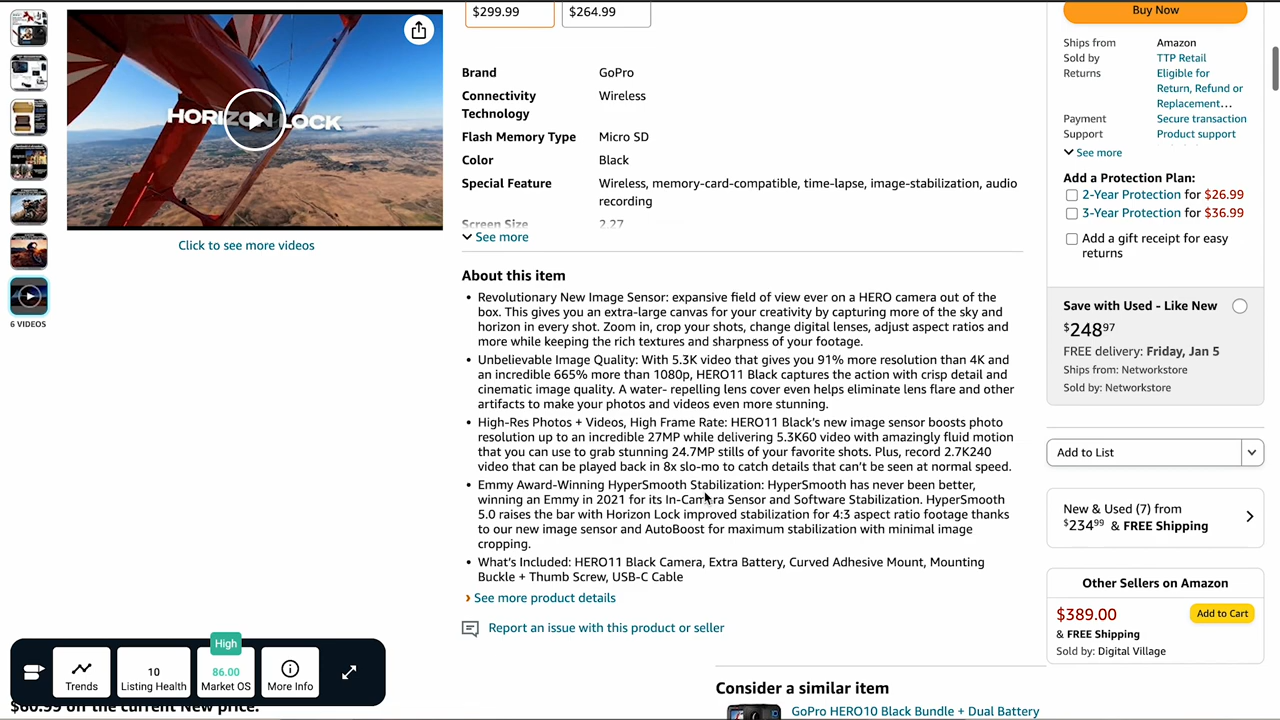 HORIZON LOCK
Click to see more videos
6 VIDEOS
$299.99
$264.99
Brand GoPro
Connectivity Technology Wireless
Flash Memory Type Micro SD
Color Black
Special Feature Wireless, memory-card-compatible, time-lapse, image-stabilization, audio
recording
Screen Size 2.27
See more
About this item
Revolutionary New Image Sensor: expansive field of view ever on a HERO camera out of the
box. This gives you an extra-large canvas for your creativity by capturing more of the sky and
horizon in every shot. Zoom in, crop your shots, change digital lenses, adjust aspect ratios and
more while keeping the rich textures and sharpness of your footage.
Unbelievable Image Quality: With 5.3K video that gives you 91% more resolution than 4K and
an incredible 665% more than 1080p, HERO11 Black captures the action with crisp detail and
cinematic image quality. A water- repelling lens cover even helps eliminate lens flare and other
artifacts to make your photos and videos even more stunning.
High-Res Photos + Videos, High Frame Rate: HERO11 Black's new image sensor boosts photo
resolution up to an incredible 27MP while delivering 5.3K60 video with amazingly fluid motion
that you can use to grab stunning 24.7MP stills of your favorite shots. Plus, record 2.7K240
video that can be played back in 8x slo-mo to catch details that can't be seen at normal speed.
Emmy Award-Winning HyperSmooth Stabilization: HyperSmooth has never been better,
winning an Emmy in 2021 for its In-Camera Sensor and Software Stabilization. HyperSmooth
5.0 raises the bar with Horizon Lock improved stabilization for 4:3 aspect ratio footage thanks
to our new image sensor and AutoBoost for maximum stabilization with minimal image
cropping.
What's Included: HERO11 Black Camera, Extra Battery, Curved Adhesive Mount, Mounting
Buckle + Thumb Screw, USB-C Cable
› See more product details
Report an issue with this product or seller
Consider a similar item
GoPro HERO10 Black Bundle + Dual Battery
Buy Now
Ships from Amazon
Sold by TTP Retail
Returns Eligible for
Return, Refund or
Replacement...
Payment Secure transaction
Support Product support
See more
Add a Protection Plan:
2-Year Protection for $26.99
3-Year Protection for $36.99
Add a gift receipt for easy
returns
Save with Used - Like New
$248.97
FREE delivery: Friday, Jan 5
Ships from: Networkstore
Sold by: Networkstore
Add to List
New & Used (7) from
$234.99 & FREE Shipping
Other Sellers on Amazon
$389.00
Add to Cart
& FREE Shipping
Sold by: Digital Village
High
Trends
10
Listing Health
86.00
Market OS
More Info
off the current New price.